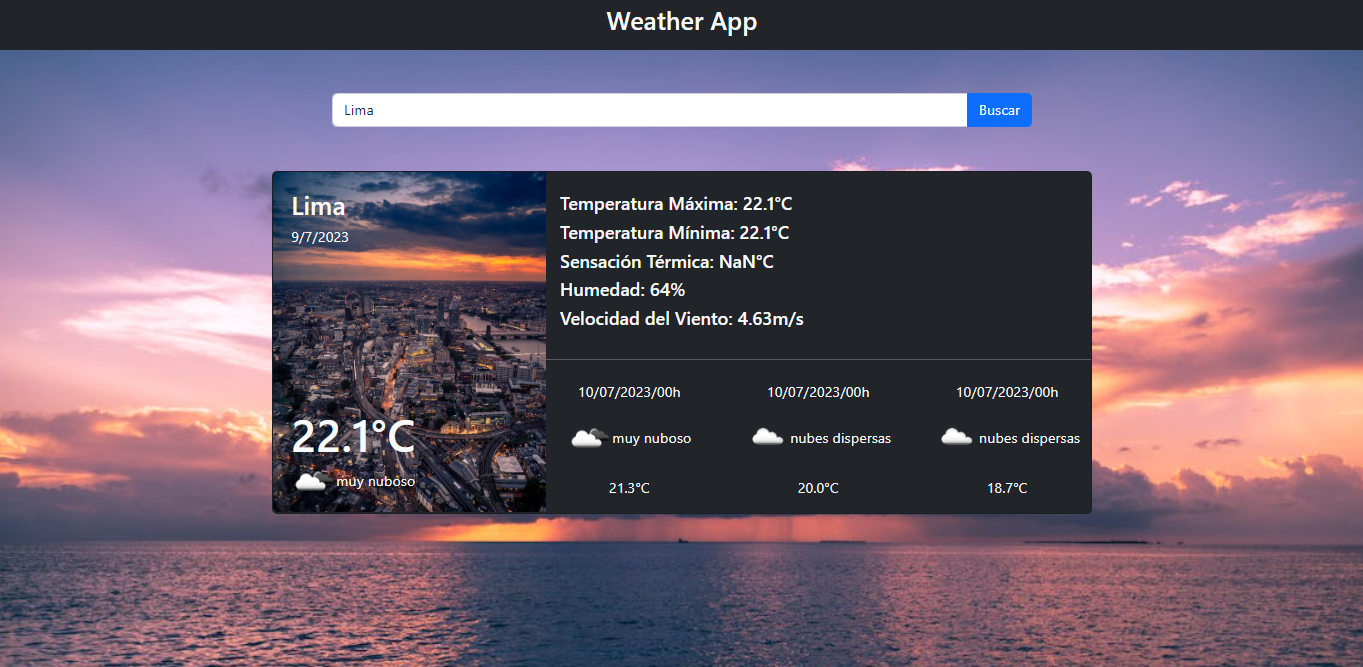 Weather App
Lima
Buscar
Lima
9/7/2023
22.1°C
muy nuboso
Temperatura Máxima: 22.1°C
Temperatura Mínima: 22.1°C
Sensación Térmica: NaN°C
Humedad: 64%
Velocidad del Viento: 4.63m/s
10/07/2023/00h
muy nuboso
21.3°C
10/07/2023/00h
nubes dispersas
20.0°C
10/07/2023/00h
nubes dispersas
18.7°C